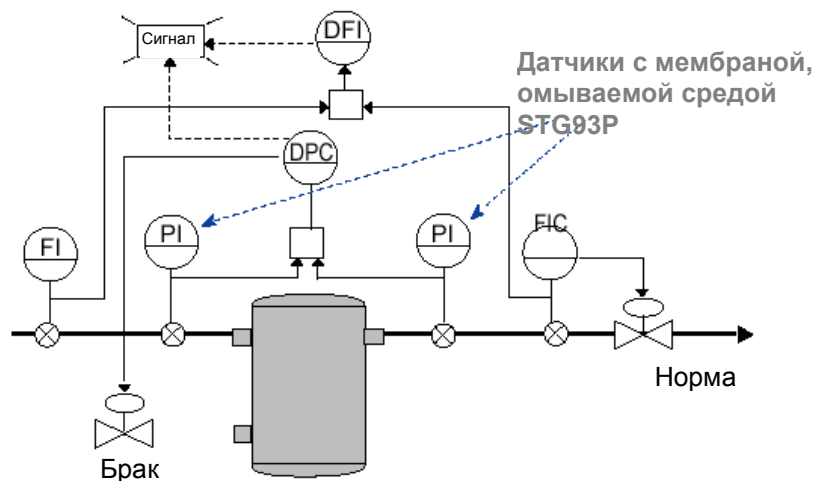 DFI
Сигнал
Датчики с мембраной,
омываемой средой
STG93P
DPC
FI
PI
PI
FIC
Норма
Брак